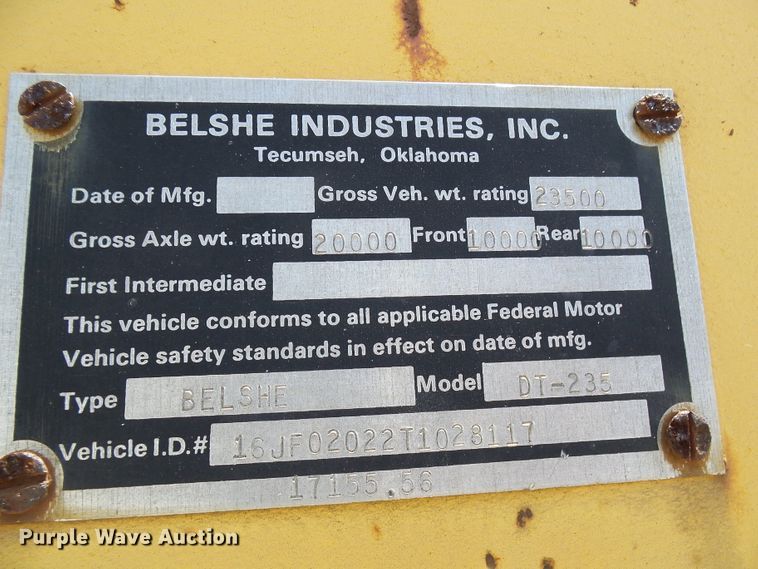 BELSHE INDUSTRIES, INC.
Tecumseh, Oklahoma
Date of Mfg. Gross Veh. wt. rating 23500
Gross Axle wt. rating 20000 Front 10000 Rear 10000
First Intermediate
This vehicle conforms to all applicable Federal Motor
Vehicle safety standards in effect on date of mfg.
Type BELSHE Model DT-235
Vehicle I.D.# 16JF02022T1028117
17155.56
Purple Wave Auction